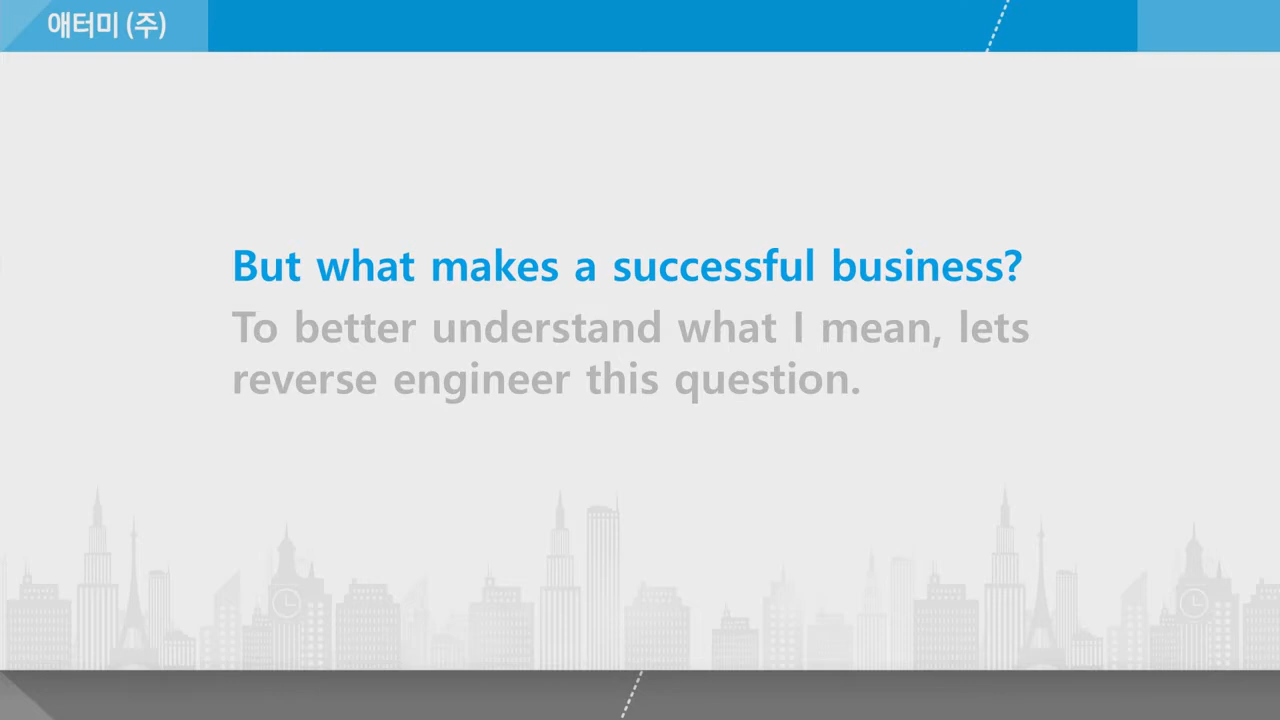 애터미 (주)
But what makes a successful business?
To better understand what I mean, lets
reverse engineer this question.